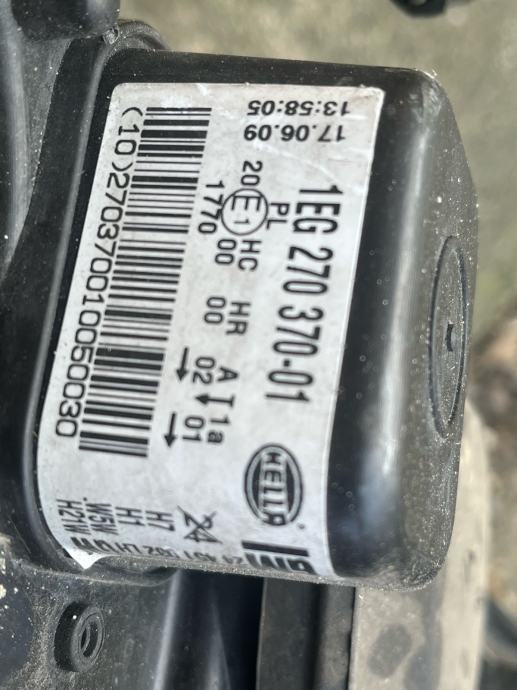 17.06.09
13:58:05
1EG 270 370-01
PL
20 E1 HC HR A 1a
1770 00 00 02 01
(10)270370010050030
HELLA
24
H7
H1
W5W
H21W